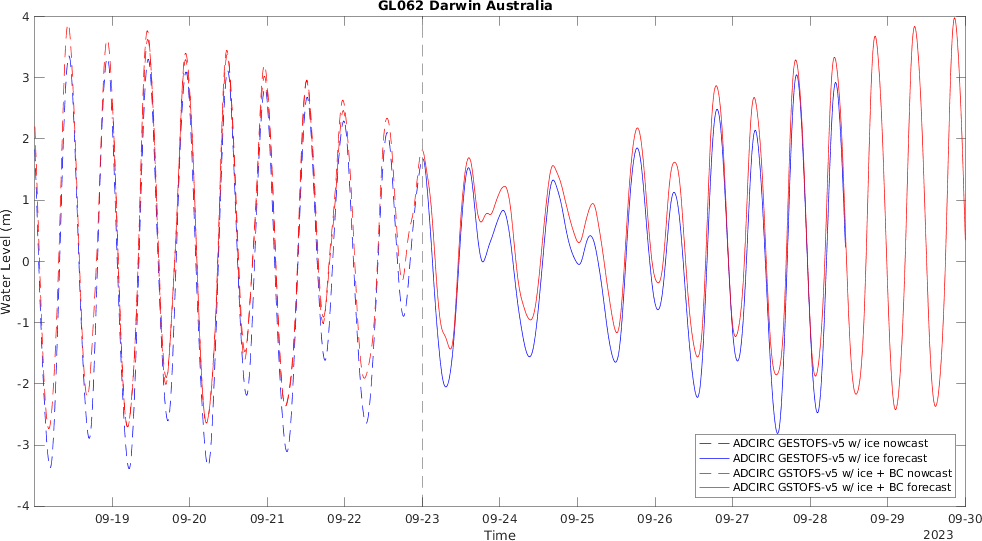 GL062 Darwin Australia
4
3
2
1
0
-1
-2
-3
-4
Water Level (m)
ADCIRC GESTOFS-v5 w/ ice nowcast
ADCIRC GESTOFS-v5 w/ ice forecast
ADCIRC GSTOFS-v5 w/ ice + BC nowcast
ADCIRC GSTOFS-v5 w/ ice + BC forecast
09-19 09-20 09-21 09-22 09-23 09-24 09-25 09-26 09-27 09-28 09-29 09-30
Time
2023